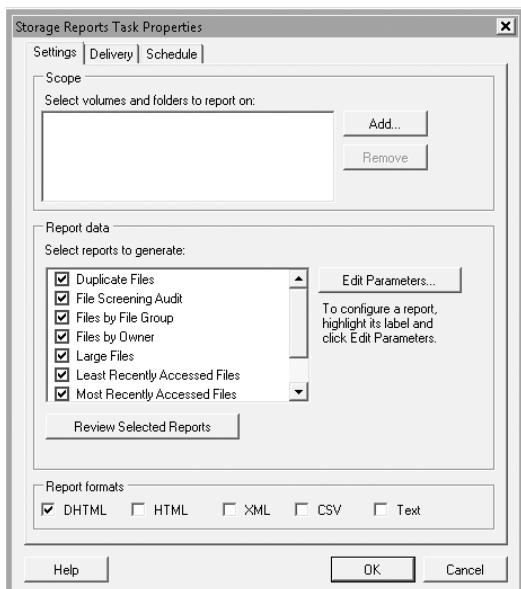 Storage Reports Task Properties
Settings Delivery Schedule
Scope
Select volumes and folders to report on:
Add...
Remove
Report data
Select reports to generate:
Duplicate Files
File Screening Audit
Files by File Group
Files by Owner
Large Files
Least Recently Accessed Files
Most Recently Accessed Files
Edit Parameters...
To configure a report,
highlight its label and
click Edit Parameters.
Review Selected Reports
Report formats
DHTML HTML XML CSV Text
Help OK Cancel